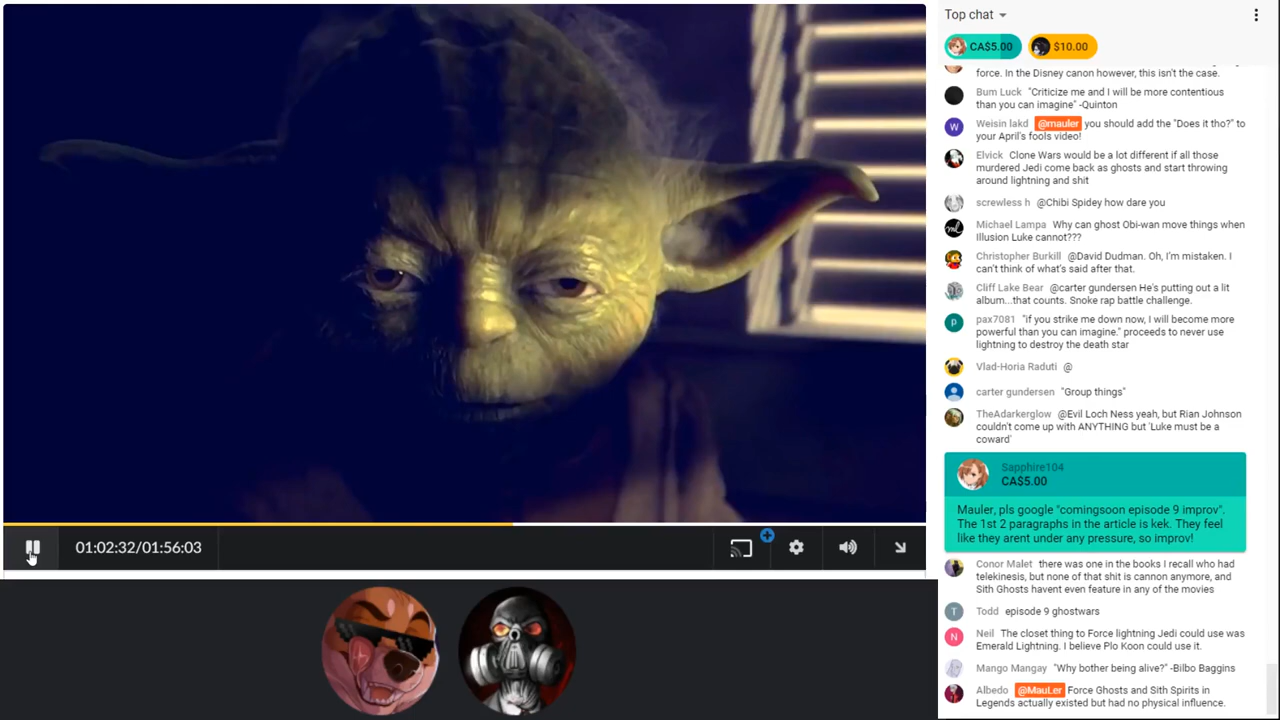 Top chat
CA$5.00
$10.00
force. In the Disney canon however, this isn't the case.
Bum Luck "Criticize me and I will be more contentious
than you can imagine" -Quinton
W
Weisin lakd @mauler you should add the "Does it tho?" to
your April's fools video!
Elvick Clone Wars would be a lot different if all those
murdered Jedi come back as ghosts and start throwing
around lightning and shit
screwless h @Chibi Spidey how dare you
Michael Lampa Why can ghost Obi-wan move things when
Illusion Luke cannot???
Christopher Burkill @David Dudman. Oh, I'm mistaken. I
can't think of what's said after that.
Cliff Lake Bear @carter gundersen He's putting out a lit
album...that counts. Snoke rap battle challenge.
P
pax7081 "if you strike me down now, I will become more
powerful than you can imagine." proceeds to never use
lightning to destroy the death star
Vlad-Horia Raduti @
carter gundersen "Group things"
TheAdarkerglow @Evil Loch Ness yeah, but Rian Johnson
couldn't come up with ANYTHING but 'Luke must be a
coward'
Sapphire104
CA$5.00
Mauler, pls google "comingsoon episode 9 improv".
The 1st 2 paragraphs in the article is kek. They feel
like they arent under any pressure, so improv!
Conor Malet there was one in the books I recall who had
telekinesis, but none of that shit is cannon anymore, and
Sith Ghosts havent even feature in any of the movies
T
Todd episode 9 ghostwars
N
Neil The closet thing to Force lightning Jedi could use was
Emerald Lightning. I believe Plo Koon could use it.
Mango Mangay "Why bother being alive?" -Bilbo Baggins
Albedo @MauLer Force Ghosts and Sith Spirits in
Legends actually existed but had no physical influence.
01:02:32/01:56:03